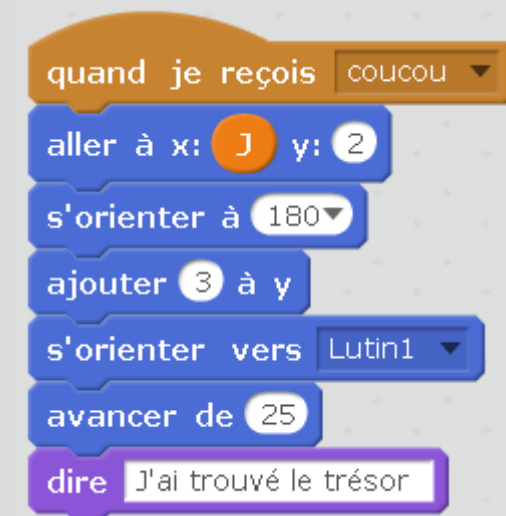 quand je reçois coucou
aller à x: J y: 2
s'orienter à 180
ajouter 3 à y
s'orienter vers Lutin1
avancer de 25
dire J'ai trouvé le trésor